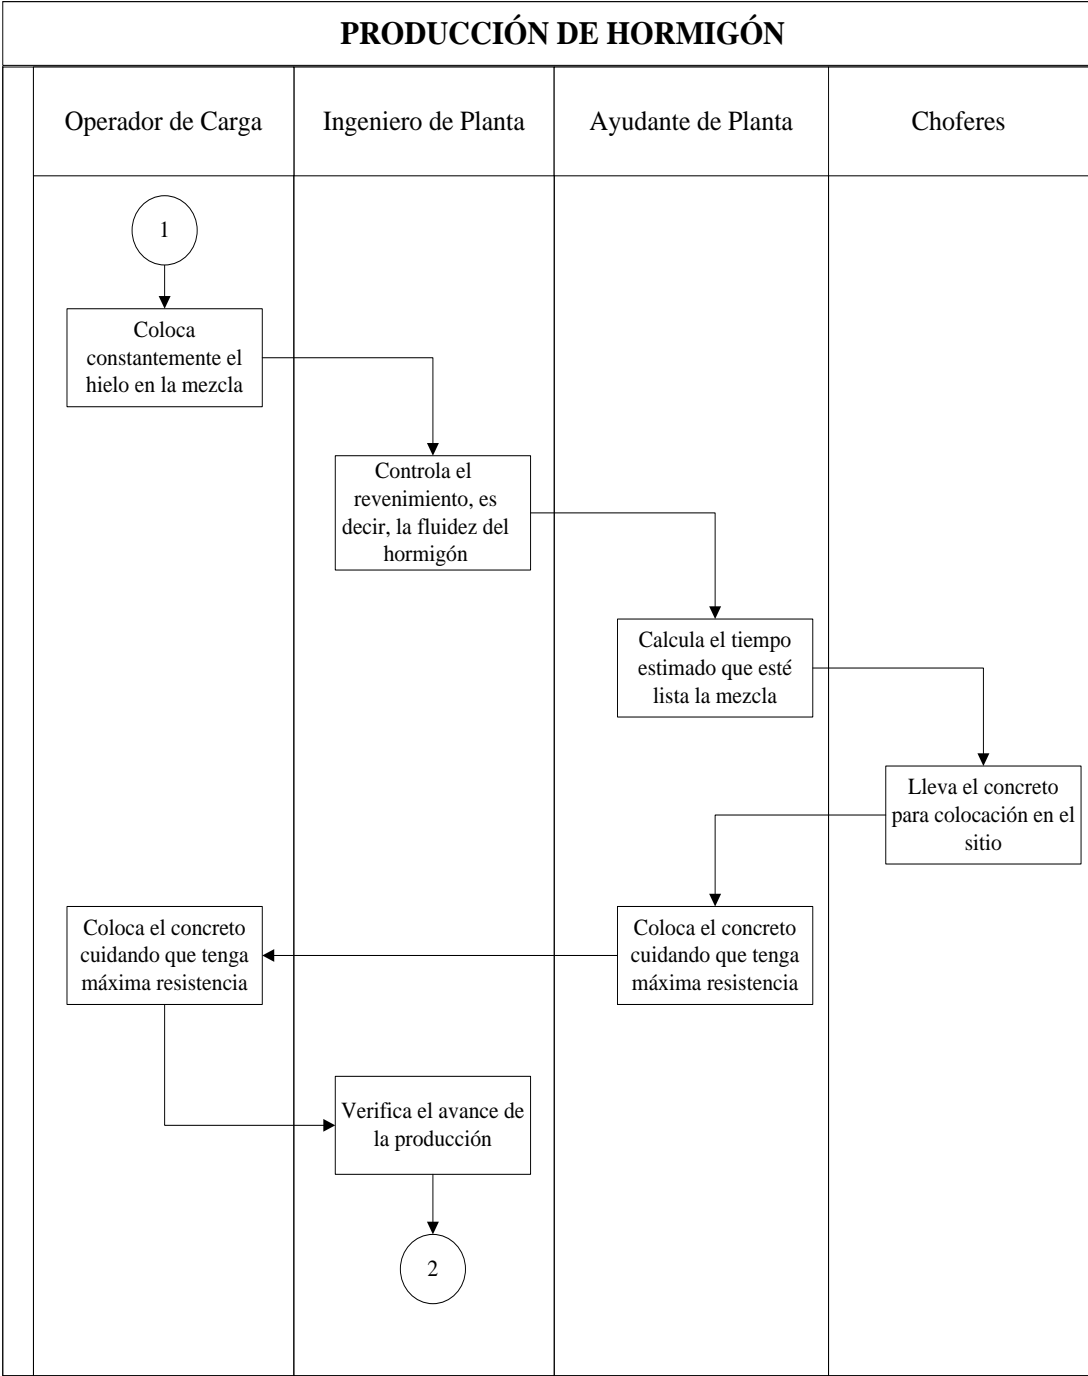 PRODUCCIÓN DE HORMIGÓN
Operador de Carga
Ingeniero de Planta
Ayudante de Planta
Choferes
1
Coloca
constantemente el
hielo en la mezcla
Controla el
revenimiento, es
decir, la fluidez del
hormigón
Calcula el tiempo
estimado que esté
lista la mezcla
Lleva el concreto
para colocación en el
sitio
Coloca el concreto
cuidando que tenga
máxima resistencia
Coloca el concreto
cuidando que tenga
máxima resistencia
Verifica el avance de
la producción
2